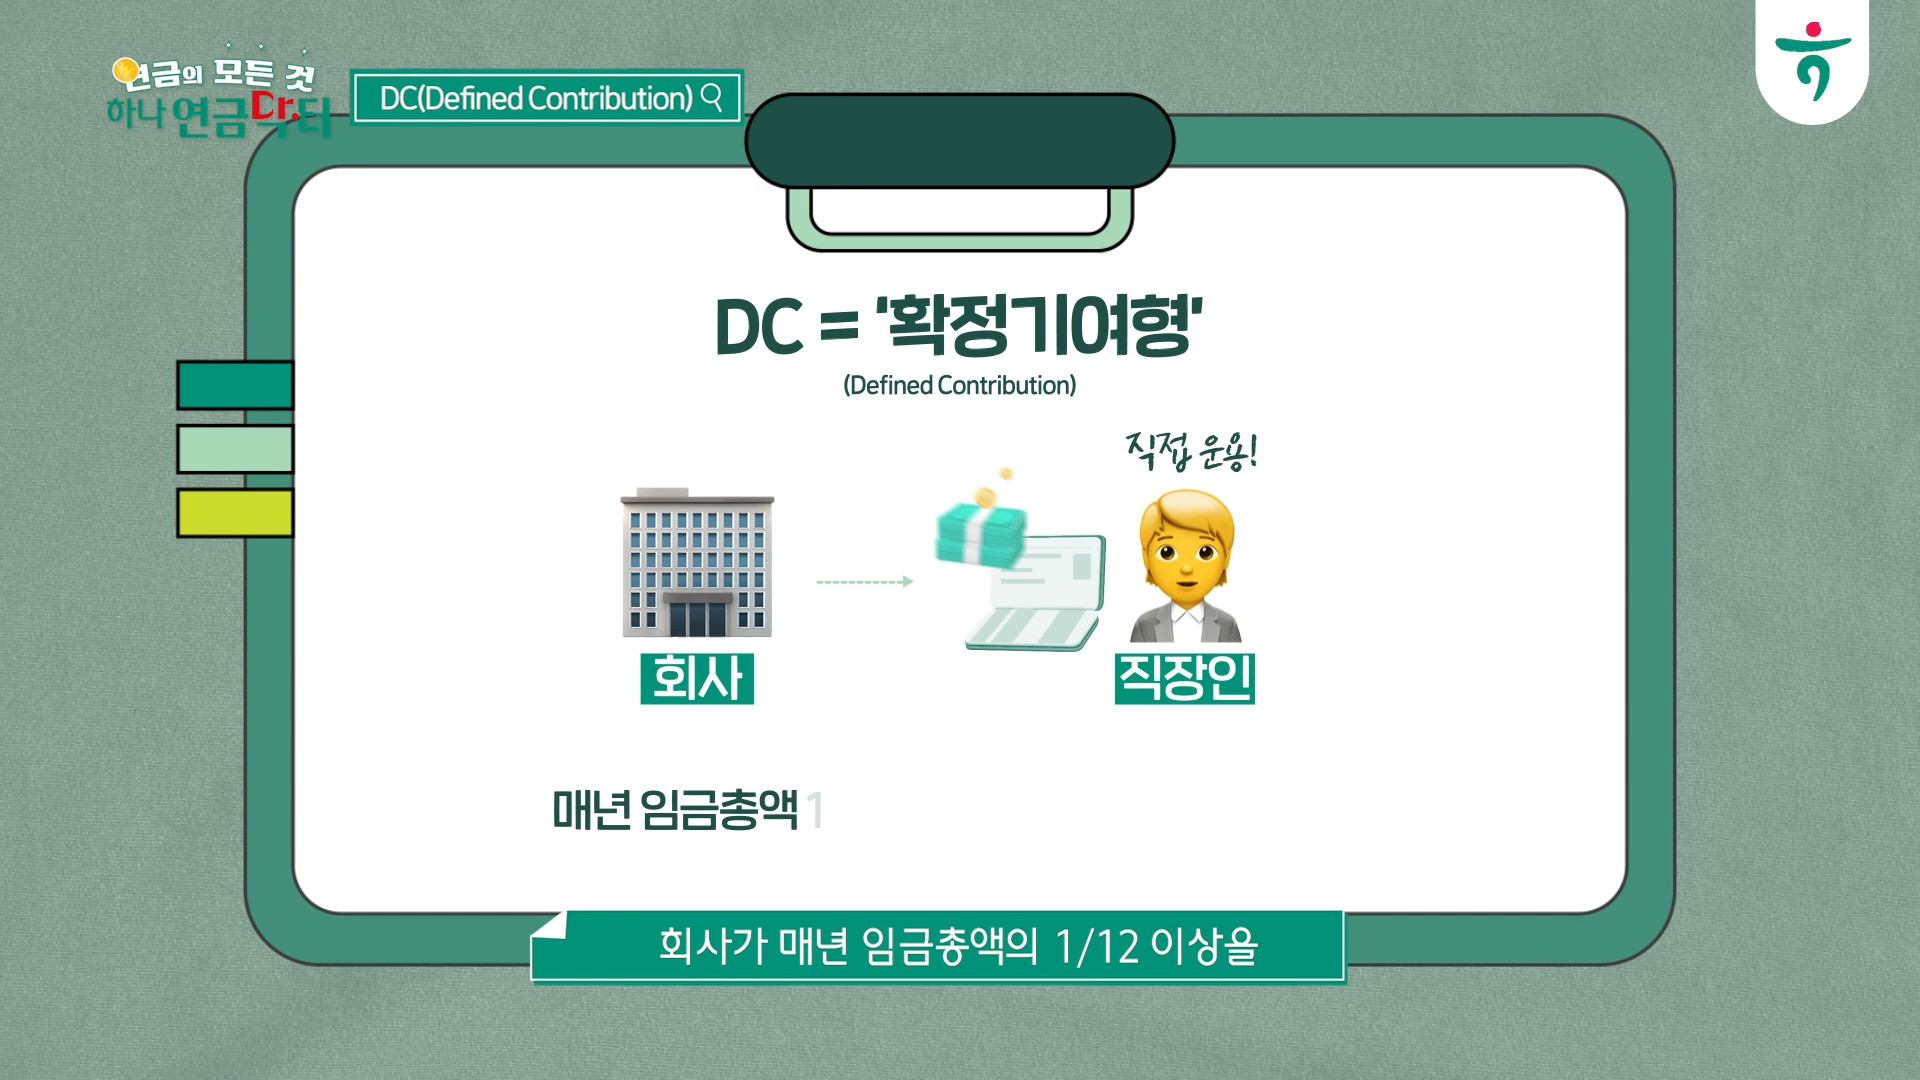 연금의 모든 것
하나 연금닥터
Dr.
DC(Defined Contribution)
DC = '확정기여형'
(Defined Contribution)
직접 운용!
회사
직장인
매년 임금총액 1
회사가 매년 임금총액의 1/12 이상을